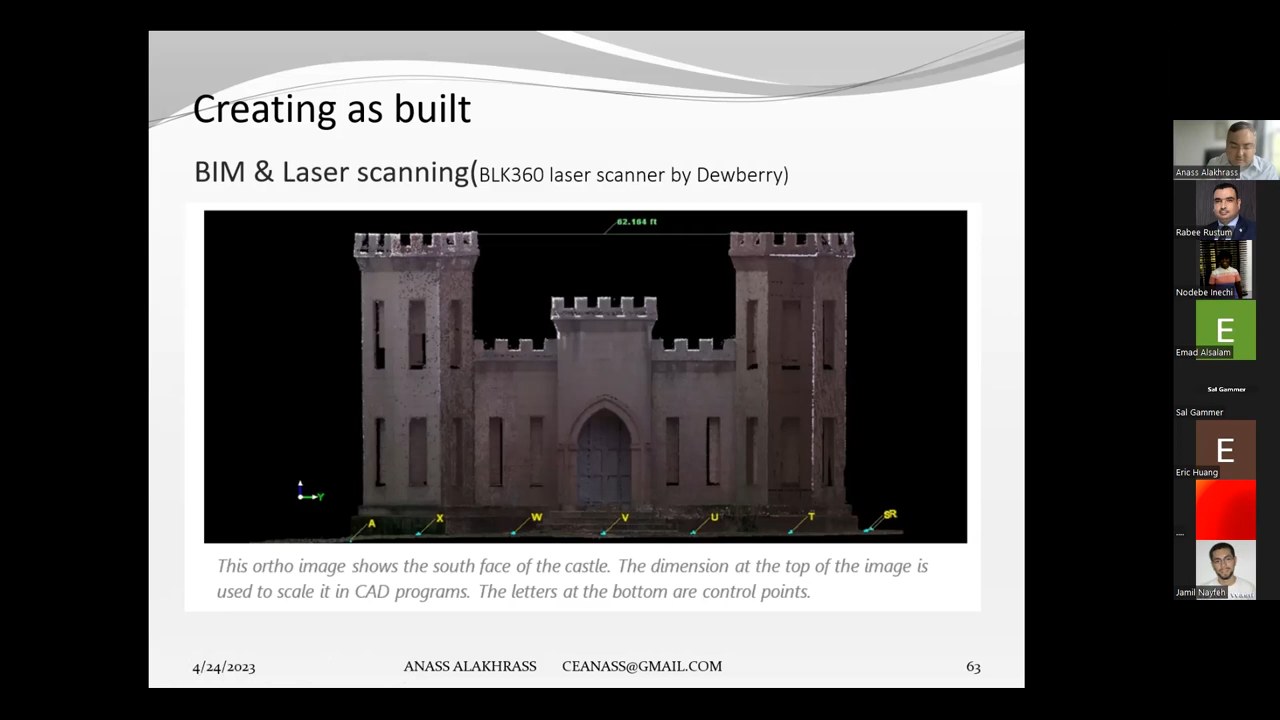 Creating as built
BIM & Laser scanning(BLK360 laser scanner by Dewberry)
62.164 ft
Y
A
X
W
V
U
T
S
R
This ortho image shows the south face of the castle. The dimension at the top of the image is
used to scale it in CAD programs. The letters at the bottom are control points.
4/24/2023
ANASS ALAKHRASS
CEANASS@GMAIL.COM
63
Anass Alakhrass
Rabee Rustum
Nodebe Inechi
E
Emad Alsalam
Sal Gammer
Sal Gammer
E
Eric Huang
....
Jamil Nayfeh